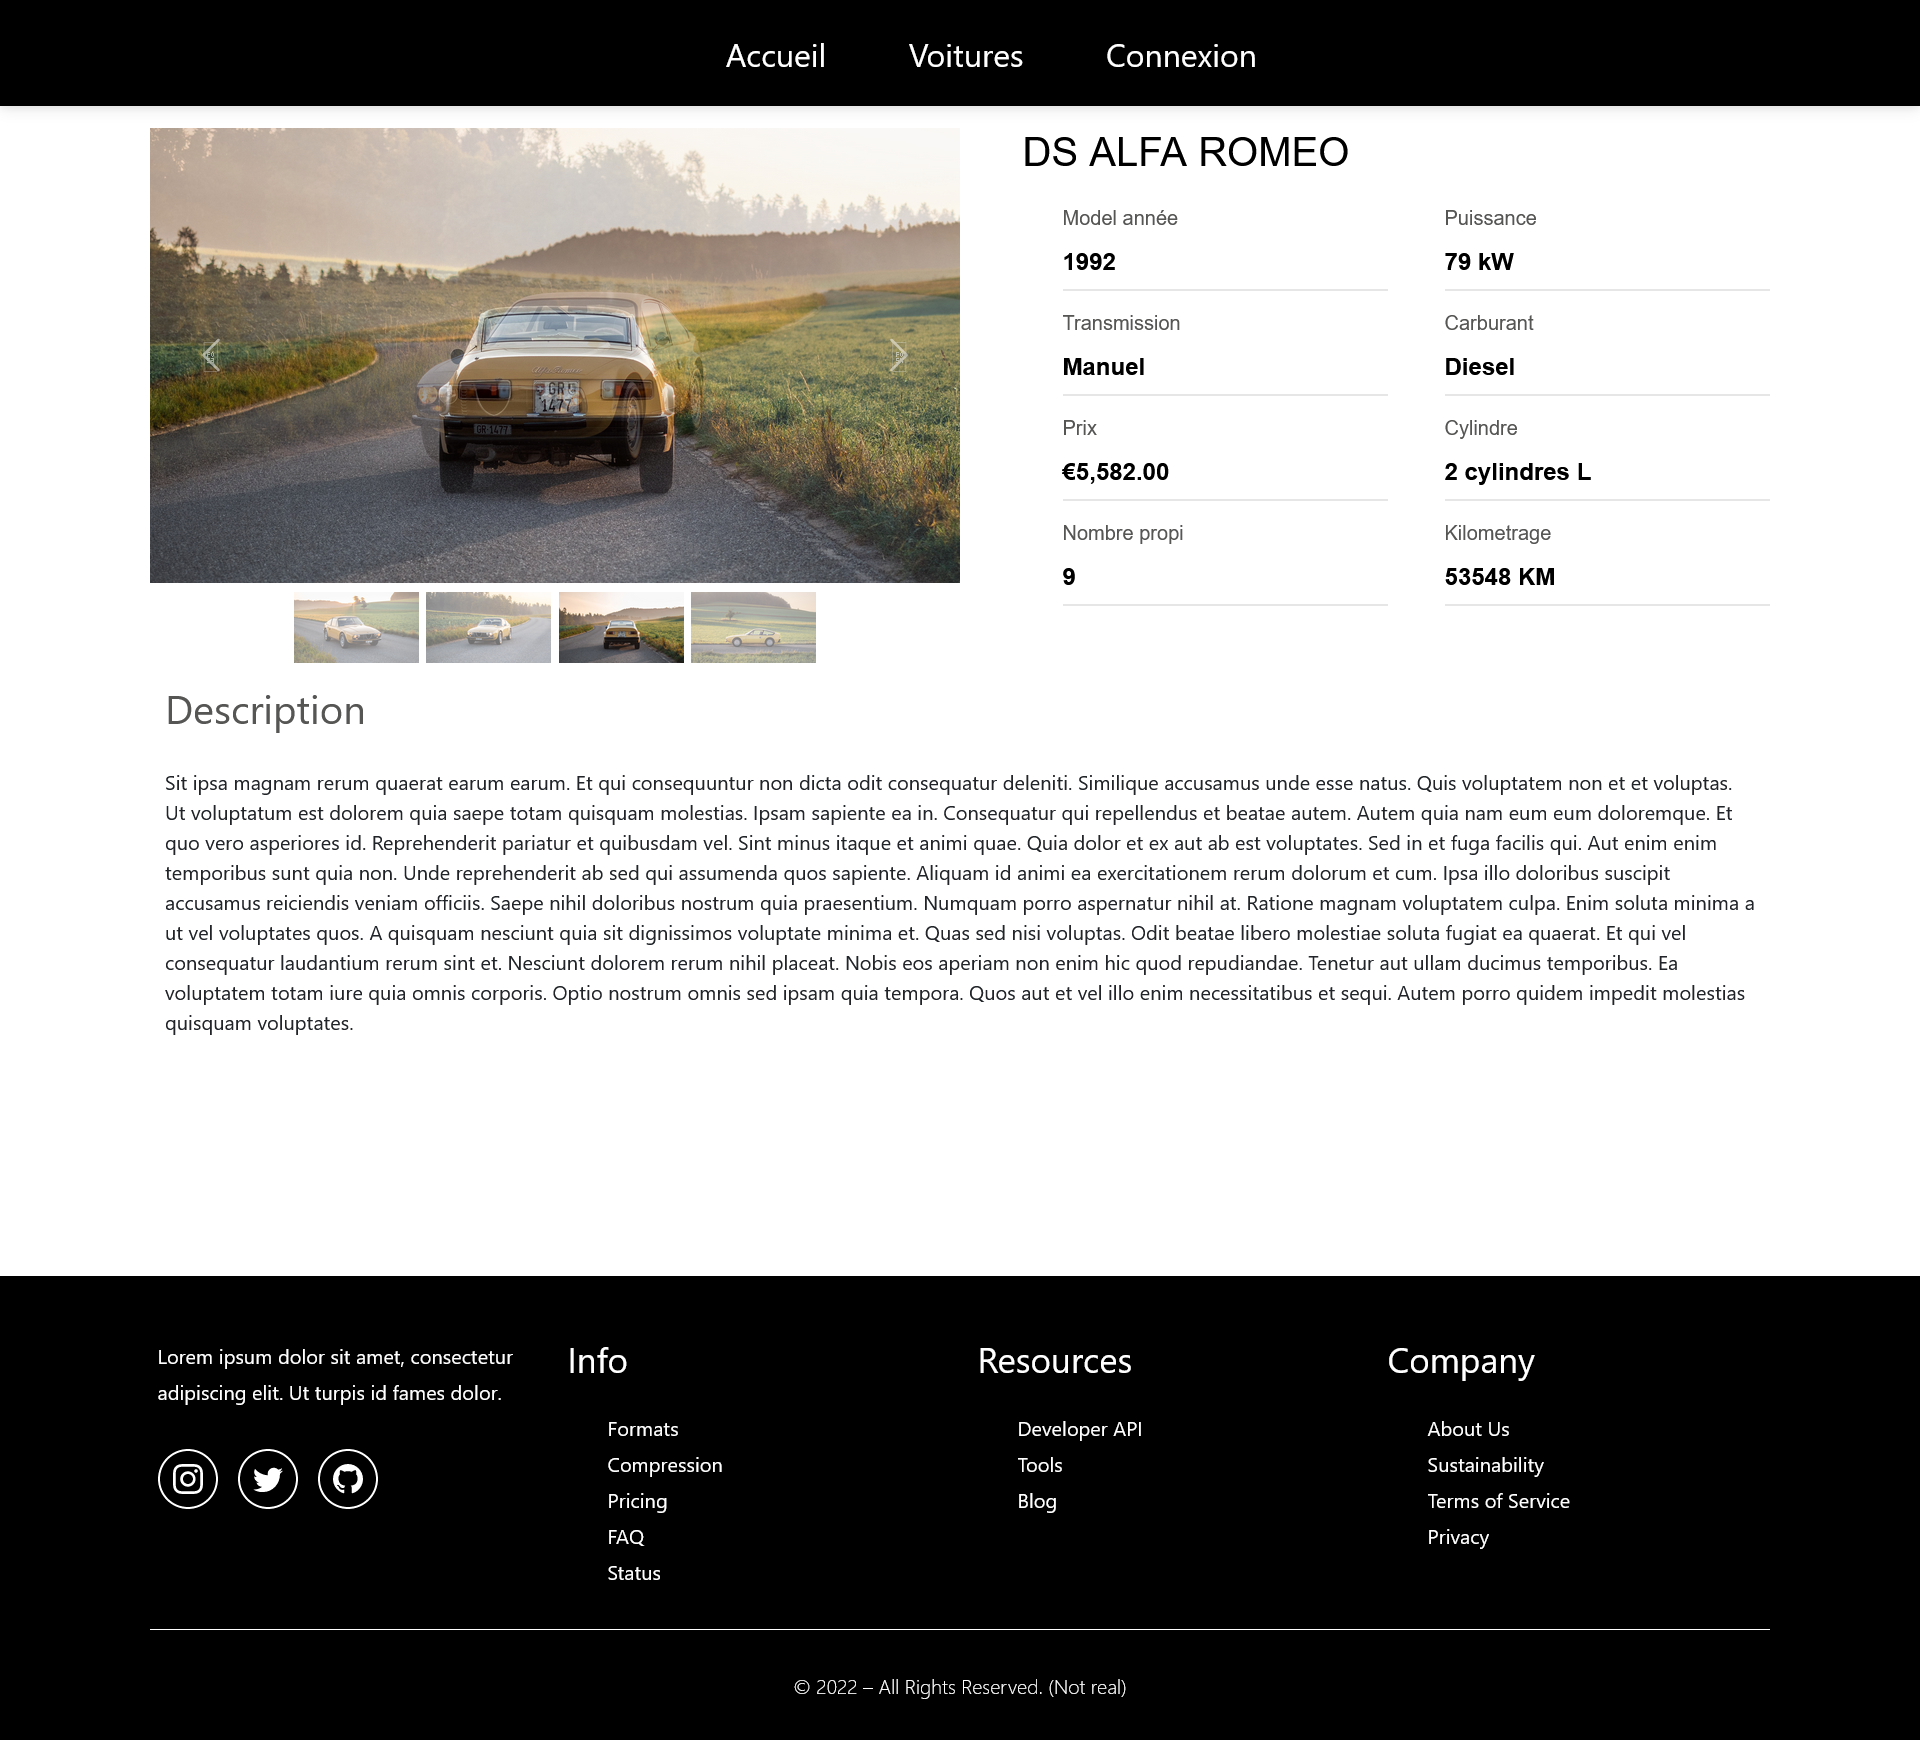 Accueil Voitures Connexion
DS ALFA ROMEO
Model année
1992
Puissance
79 kW
Transmission
Manuel
Carburant
Diesel
Prix
€5,582.00
Cylindre
2 cylindres L
Nombre propi
9
Kilometrage
53548 KM
Alfa Romeo
GR
1477
GR 1477
Description
Sit ipsa magnam rerum quaerat earum earum. Et qui consequuntur non dicta odit consequatur deleniti. Similique accusamus unde esse natus. Quis voluptatem non et et voluptas.
Ut voluptatum est dolorem quia saepe totam quisquam molestias. Ipsam sapiente ea in. Consequatur qui repellendus et beatae autem. Autem quia nam eum eum doloremque. Et
quo vero asperiores id. Reprehenderit pariatur et quibusdam vel. Sint minus itaque et animi quae. Quia dolor et ex aut ab est voluptates. Sed in et fuga facilis qui. Aut enim enim
temporibus sunt quia non. Unde reprehenderit ab sed qui assumenda quos sapiente. Aliquam id animi ea exercitationem rerum dolorum et cum. Ipsa illo doloribus suscipit
accusamus reiciendis veniam officiis. Saepe nihil doloribus nostrum quia praesentium. Numquam porro aspernatur nihil at. Ratione magnam voluptatem culpa. Enim soluta minima a
ut vel voluptates quos. A quisquam nesciunt quia sit dignissimos voluptate minima et. Quas sed nisi voluptas. Odit beatae libero molestiae soluta fugiat ea quaerat. Et qui vel
consequatur laudantium rerum sint et. Nesciunt dolorem rerum nihil placeat. Nobis eos aperiam non enim hic quod repudiandae. Tenetur aut ullam ducimus temporibus. Ea
voluptatem totam iure quia omnis corporis. Optio nostrum omnis sed ipsam quia tempora. Quos aut et vel illo enim necessitatibus et sequi. Autem porro quidem impedit molestias
quisquam voluptates.
Lorem ipsum dolor sit amet, consectetur
adipiscing elit. Ut turpis id fames dolor.
Info
Formats
Compression
Pricing
FAQ
Status
Resources
Developer API
Tools
Blog
Company
About Us
Sustainability
Terms of Service
Privacy
© 2022 – All Rights Reserved. (Not real)